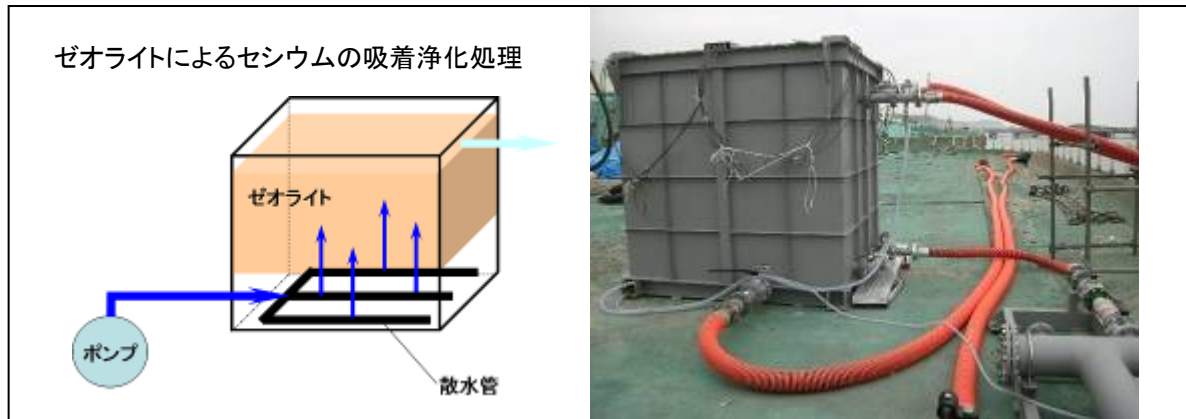 ゼオライトによるセシウムの吸着浄化処理
ゼオライト
ポンプ
散水管